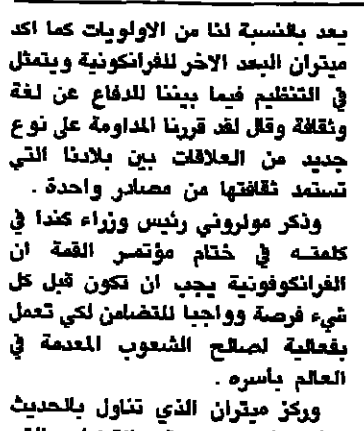 يعد بالنسبة لنا من الاولويات كما اكد
ميتران البعد الاخر للفرانكونية ويتمثل
في التنظيم فيما بيننا للدفاع عن لغة
وثقافة وقال لقد قررنا المداومة على نوع
جديد من العلاقات بين بلادنا التي
تستمد ثقافتها من مصادر واحدة .
وذكر مولروني رئيس وزراء كندا في
كلمته في ختام مؤتمر القمة ان
الفرانكوفونية يجب ان تكون قبل كل
شيء فرصة وواجبا للتضامن لكي تعمل
بفعالية لصالح الشعوب المعدمة في
العالم بأسره .
وركز ميتران الذي تناول بالحديث